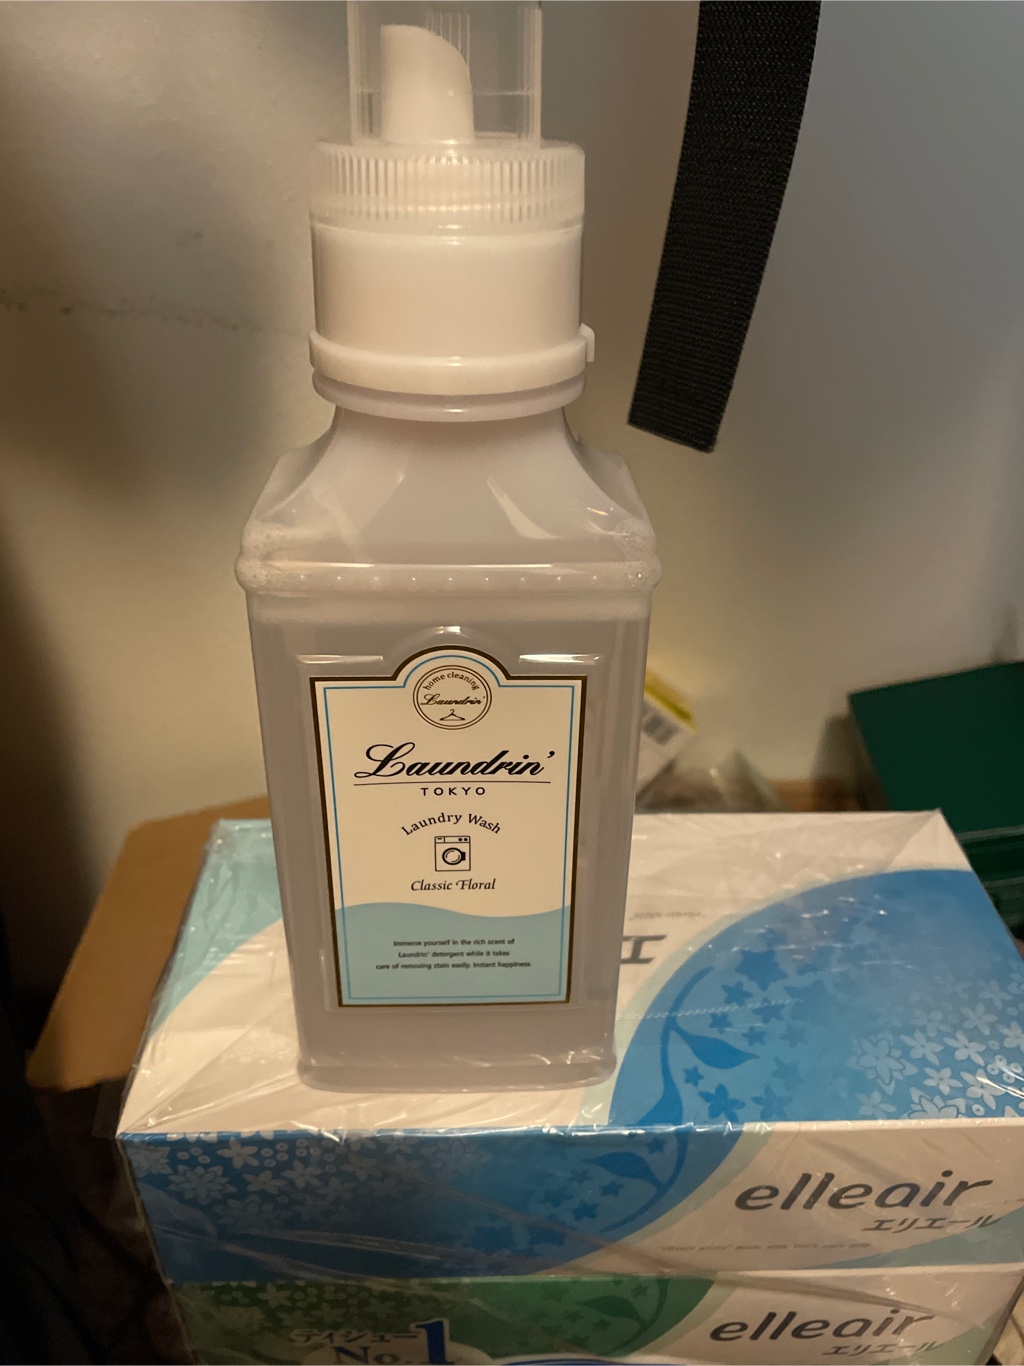 home cleaning
Laundrin'
Laundrin'
TOKYO
Laundry Wash
Classic Floral
Immerse yourself in the rich scent of
Laundrin' detergent while it takes
care of removing stain easily. Instant happiness.
エ
elleair
エリエール
ティシュー
No.1
elleair
エリエール